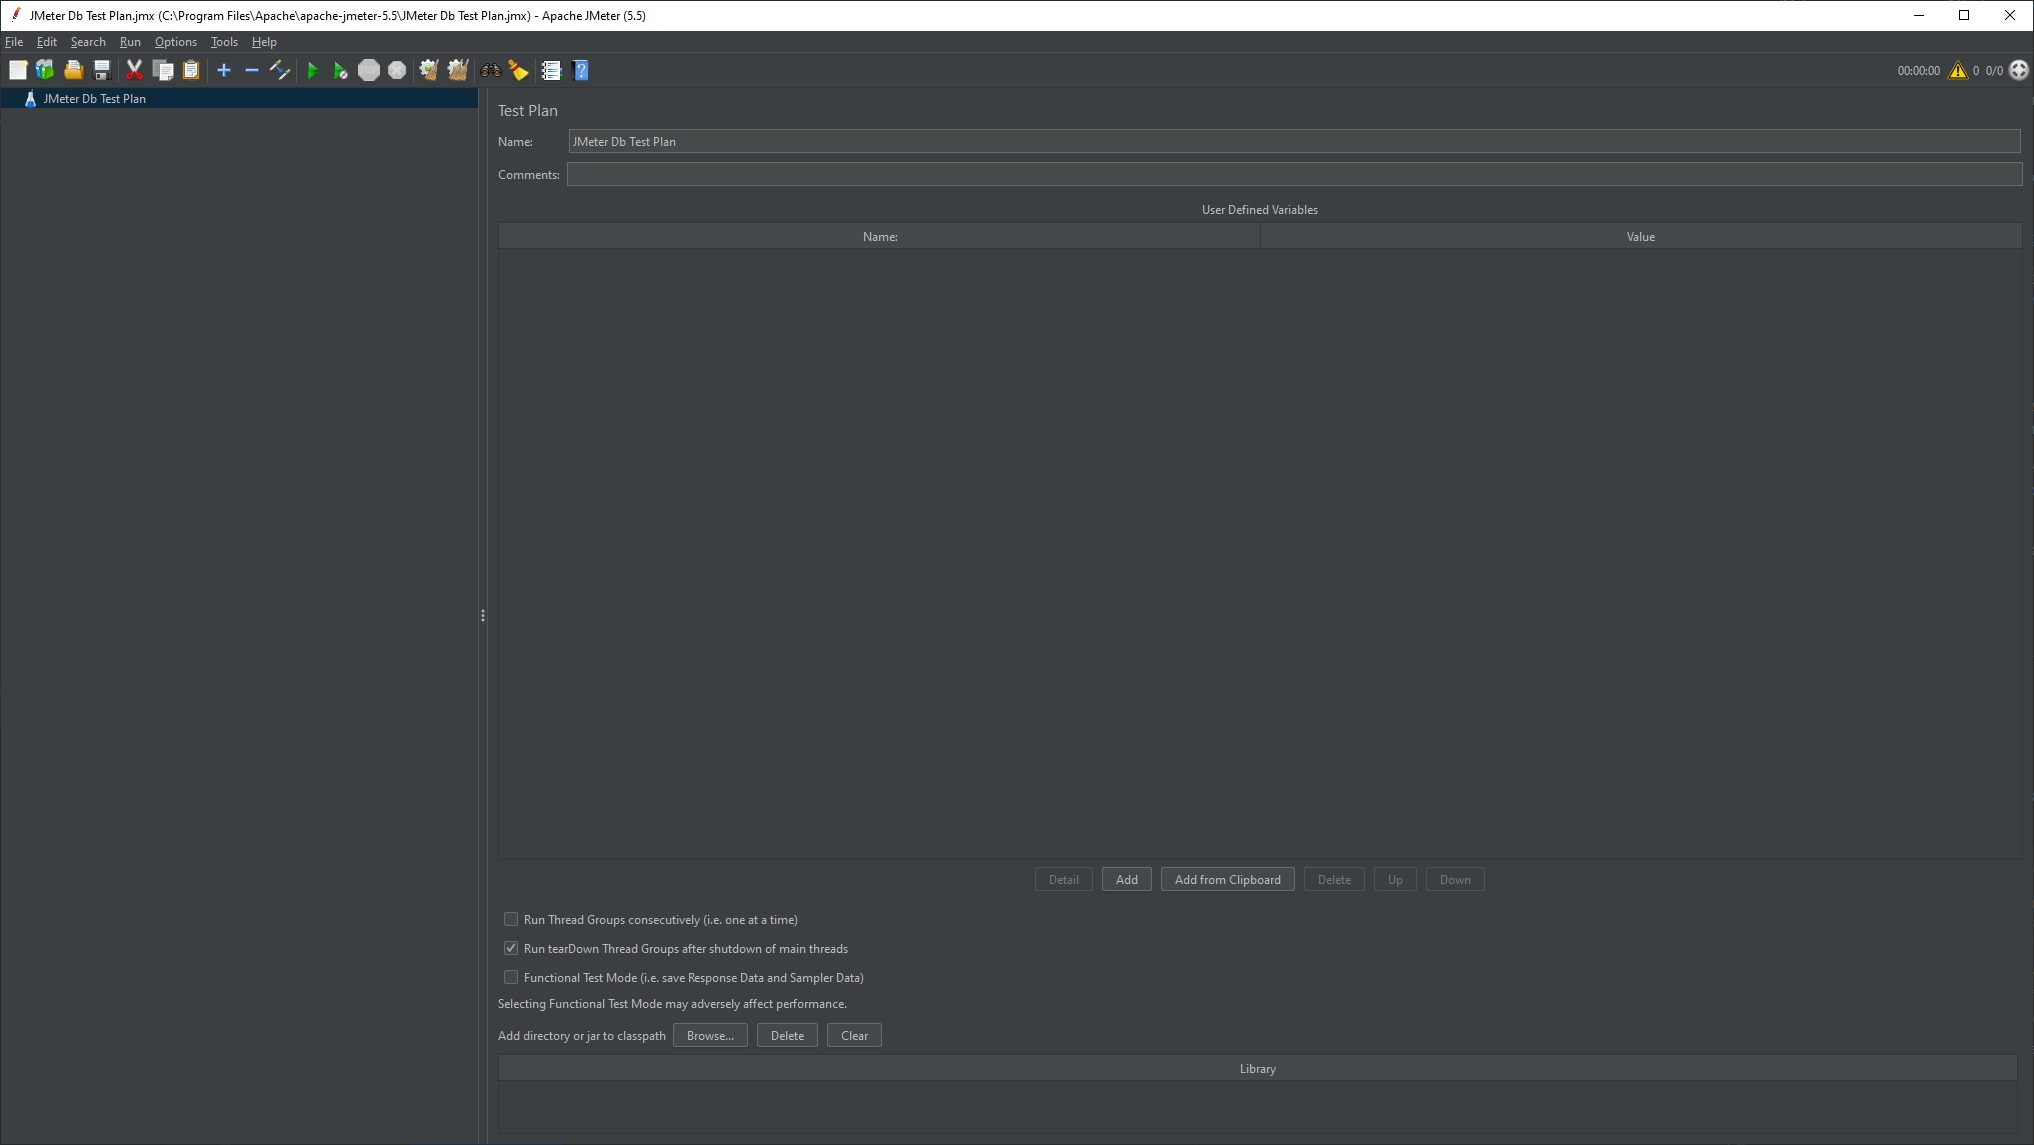 JMeter Db Test Plan.jmx (C:\Program Files\Apache\apache-jmeter-5.5\JMeter Db Test Plan.jmx) - Apache JMeter (5.5)
File Edit Search Run Options Tools Help
STOP ? 00:00:00 0 0/0
JMeter Db Test Plan
Test Plan
Name: JMeter Db Test Plan
Comments:
User Defined Variables
Name: Value
Detail Add Add from Clipboard Delete Up Down
Run Thread Groups consecutively (i.e. one at a time)
Run tearDown Thread Groups after shutdown of main threads
Functional Test Mode (i.e. save Response Data and Sampler Data)
Selecting Functional Test Mode may adversely affect performance.
Add directory or jar to classpath Browse... Delete Clear
Library